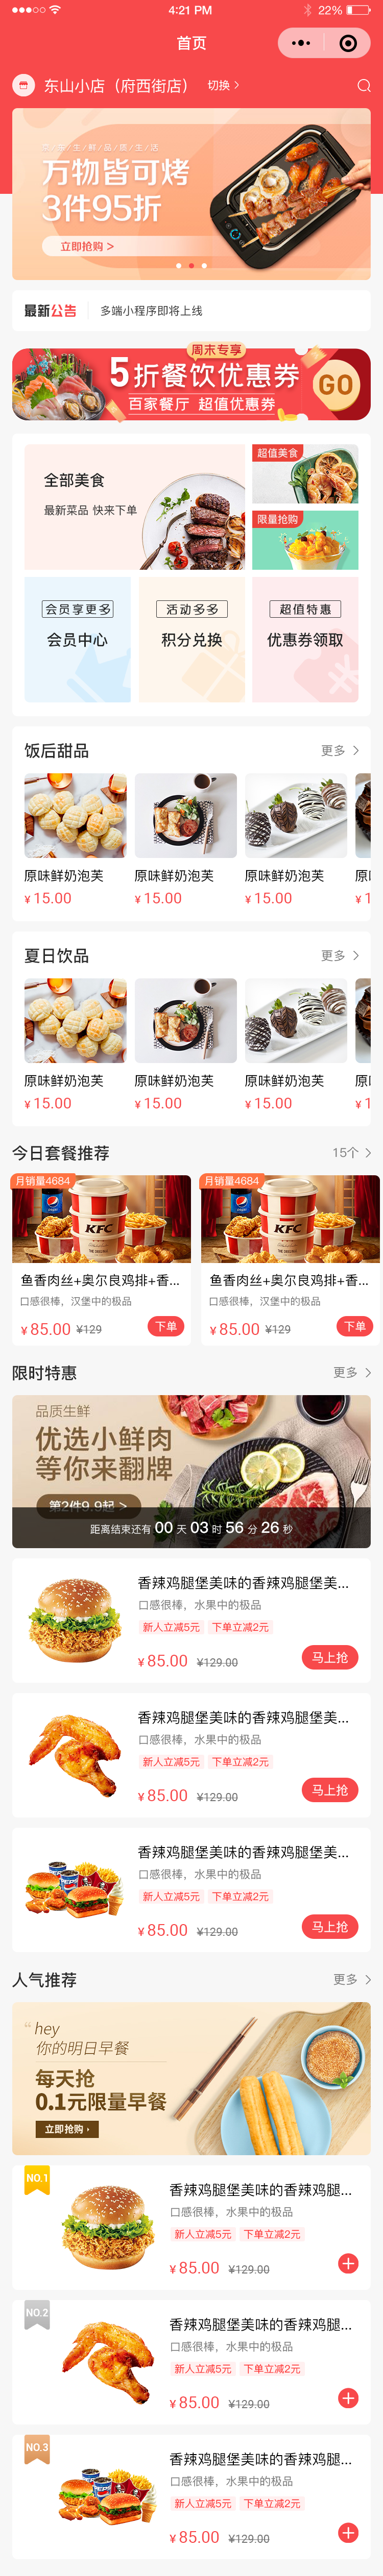 4:21 PM
22%
首页
东山小店（府西街店）
切换
万物皆可烤
3件95折
立即抢购 >
最新公告
多端小程序即将上线
周末专享
5折餐饮优惠券
GO
百家餐厅 超值优惠券
全部美食
最新菜品 快来下单
超值美食
限量抢购
会员享更多
会员中心
活动多多
积分兑换
超值特惠
优惠券领取
饭后甜品
更多
原味鲜奶泡芙
原味鲜奶泡芙
原味鲜奶泡芙
¥ 15.00
¥ 15.00
¥ 15.00
夏日饮品
更多
原味鲜奶泡芙
原味鲜奶泡芙
原味鲜奶泡芙
¥ 15.00
¥ 15.00
¥ 15.00
今日套餐推荐
15个
月销量4684
KFC
鱼香肉丝+奥尔良鸡排+香...
口感很棒，汉堡中的极品
¥ 85.00 ¥129
下单
月销量4684
KFC
鱼香肉丝+奥尔良鸡排+香...
口感很棒，汉堡中的极品
¥ 85.00 ¥129
下单
限时特惠
更多
品质生鲜
优选小鲜肉
等你来翻牌
第2件9.9起 >
距离结束还有 00 天 03 时 56 分 26 秒
香辣鸡腿堡美味的香辣鸡腿堡美...
口感很棒，水果中的极品
新人立减5元 下单立减2元
¥ 85.00 ¥129.00
马上抢
香辣鸡腿堡美味的香辣鸡腿堡美...
口感很棒，水果中的极品
新人立减5元 下单立减2元
¥ 85.00 ¥129.00
马上抢
香辣鸡腿堡美味的香辣鸡腿堡美...
口感很棒，水果中的极品
新人立减5元 下单立减2元
¥ 85.00 ¥129.00
马上抢
人气推荐
更多
“ hey
你的明日早餐
每天抢
0.1元限量早餐
立即抢购 ›
NO.1
香辣鸡腿堡美味的香辣鸡腿...
口感很棒，水果中的极品
新人立减5元 下单立减2元
¥ 85.00 ¥129.00
NO.2
香辣鸡腿堡美味的香辣鸡腿...
口感很棒，水果中的极品
新人立减5元 下单立减2元
¥ 85.00 ¥129.00
NO.3
香辣鸡腿堡美味的香辣鸡腿...
口感很棒，水果中的极品
新人立减5元 下单立减2元
¥ 85.00 ¥129.00